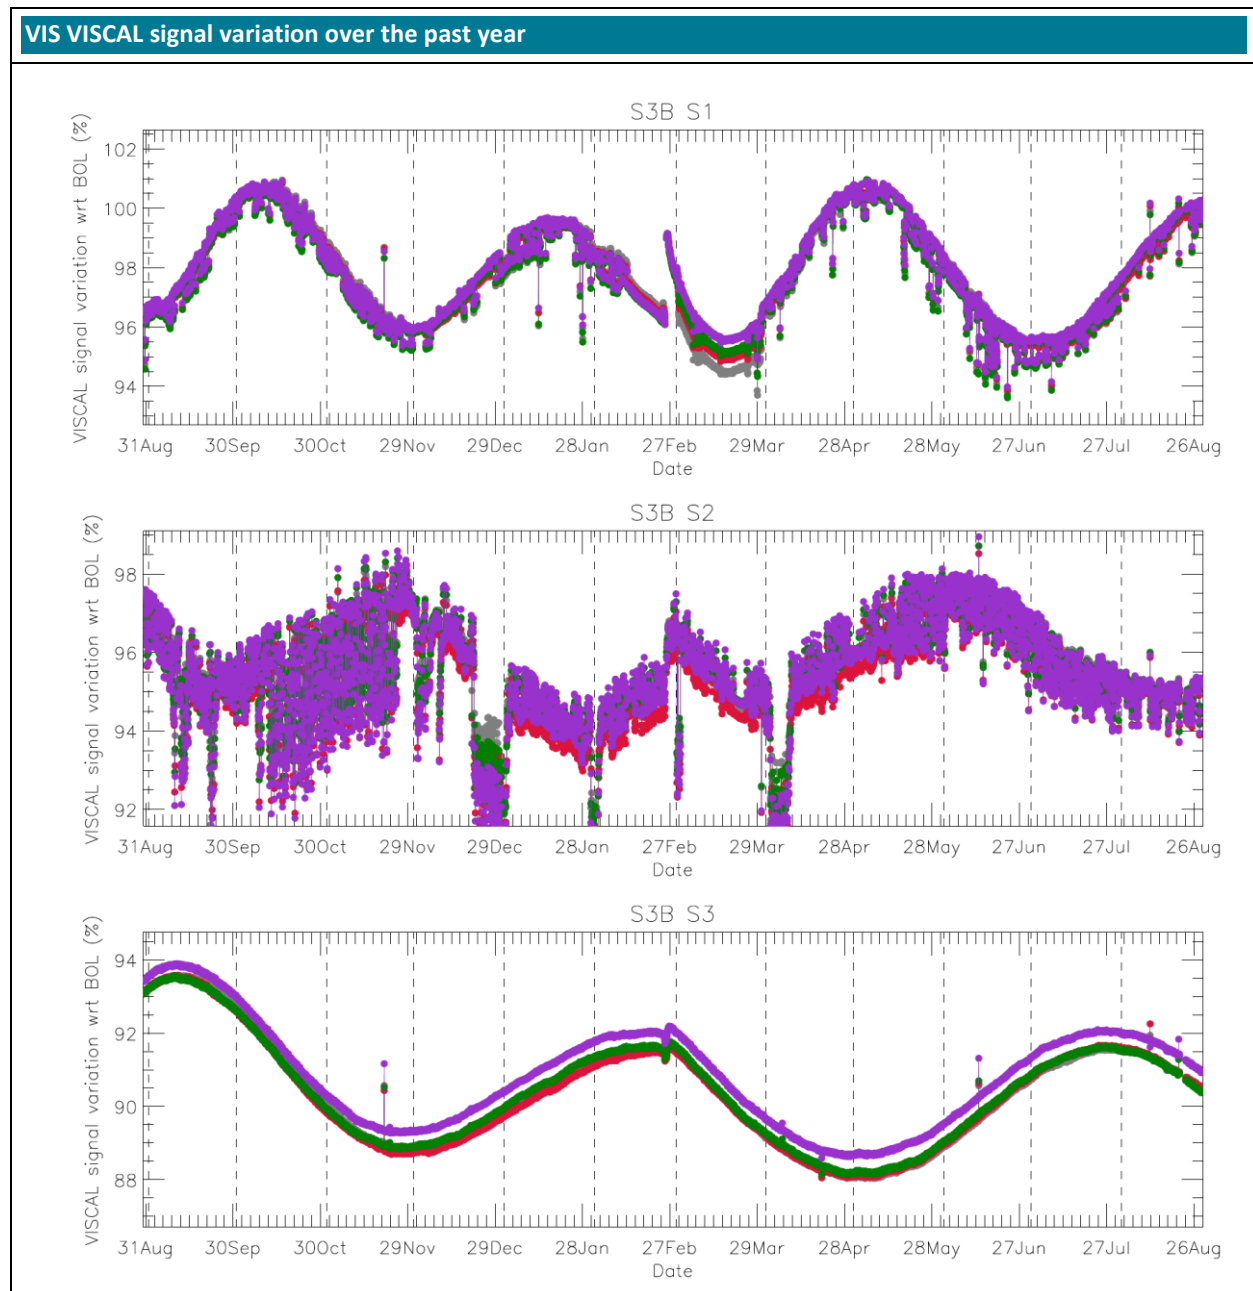 VIS VISCAL signal variation over the past year
S3B S1
VISCAL signal variation wrt BOL (%)
102
100
98
96
94
31Aug 30Sep 30Oct 29Nov 29Dec 28Jan 27Feb 29Mar 28Apr 28May 27Jun 27Jul 26Aug
Date
S3B S2
VISCAL signal variation wrt BOL (%)
98
96
94
92
31Aug 30Sep 30Oct 29Nov 29Dec 28Jan 27Feb 29Mar 28Apr 28May 27Jun 27Jul 26Aug
Date
S3B S3
VISCAL signal variation wrt BOL (%)
94
92
90
88
31Aug 30Sep 30Oct 29Nov 29Dec 28Jan 27Feb 29Mar 28Apr 28May 27Jun 27Jul 26Aug
Date